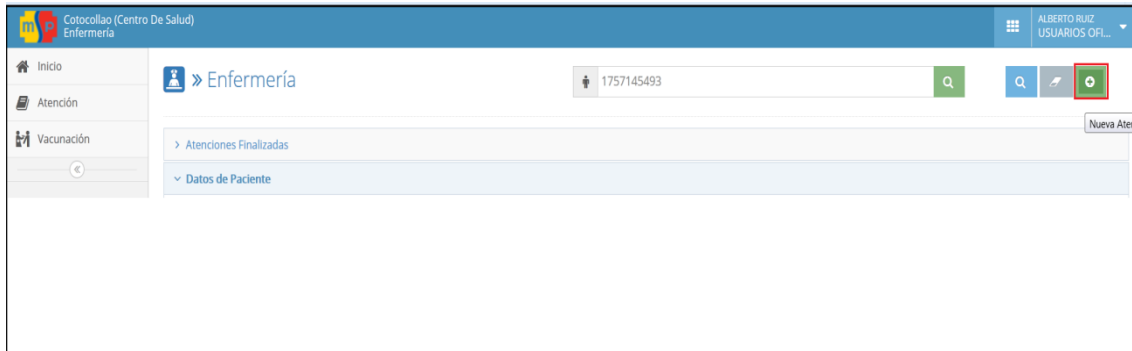 msp
Cotocollao (Centro De Salud)
Enfermería
ALBERTO RUIZ
USUARIOS OFI...
Inicio
Atención
Vacunación
» Enfermería
1757145493
Nueva Ate
> Atenciones Finalizadas
Datos de Paciente